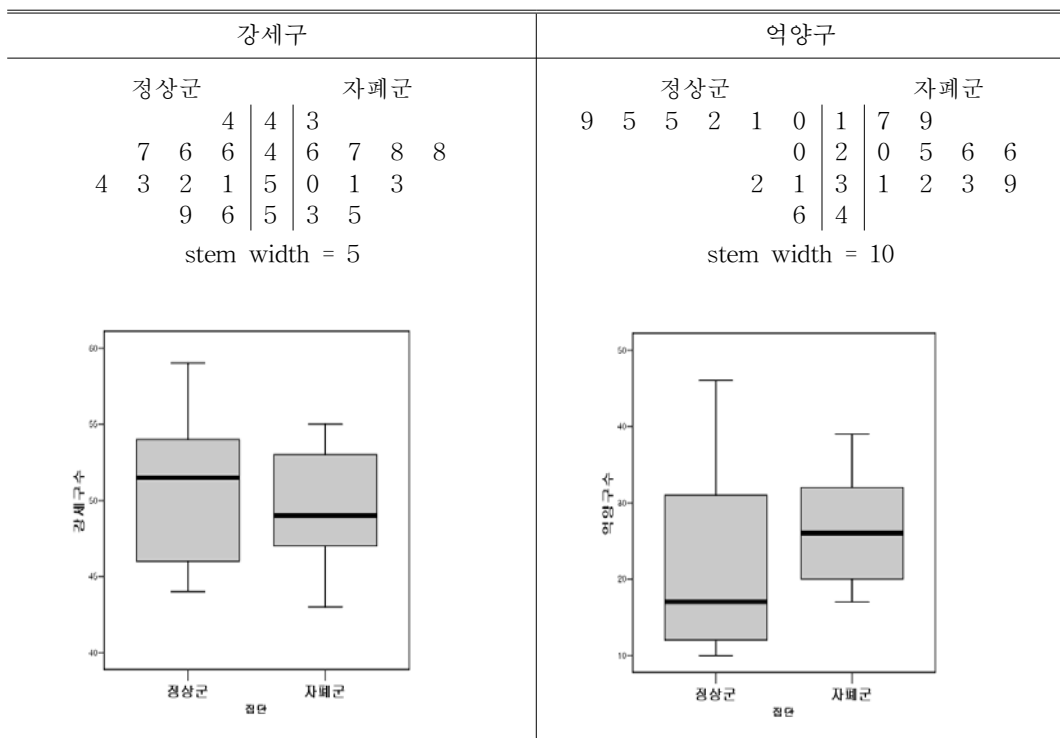 강세구 억양구
정상군 자폐군
4 4 3
7 6 6 4 6 7 8 8
4 3 2 1 5 0 1 3
9 6 5 3 5
stem width = 5
정상군 자폐군
9 5 5 2 1 0 1 7 9
0 2 0 5 6 6
2 1 3 1 2 3 9
6 4
stem width = 10
60
55
50
45
40
강세구수
정상군 자폐군
집단
50
40
30
20
10
억양구수
정상군 자폐군
집단